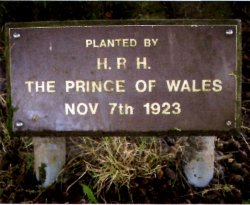 PLANTED BY
H. R. H.
THE PRINCE OF WALES
NOV 7th 1923